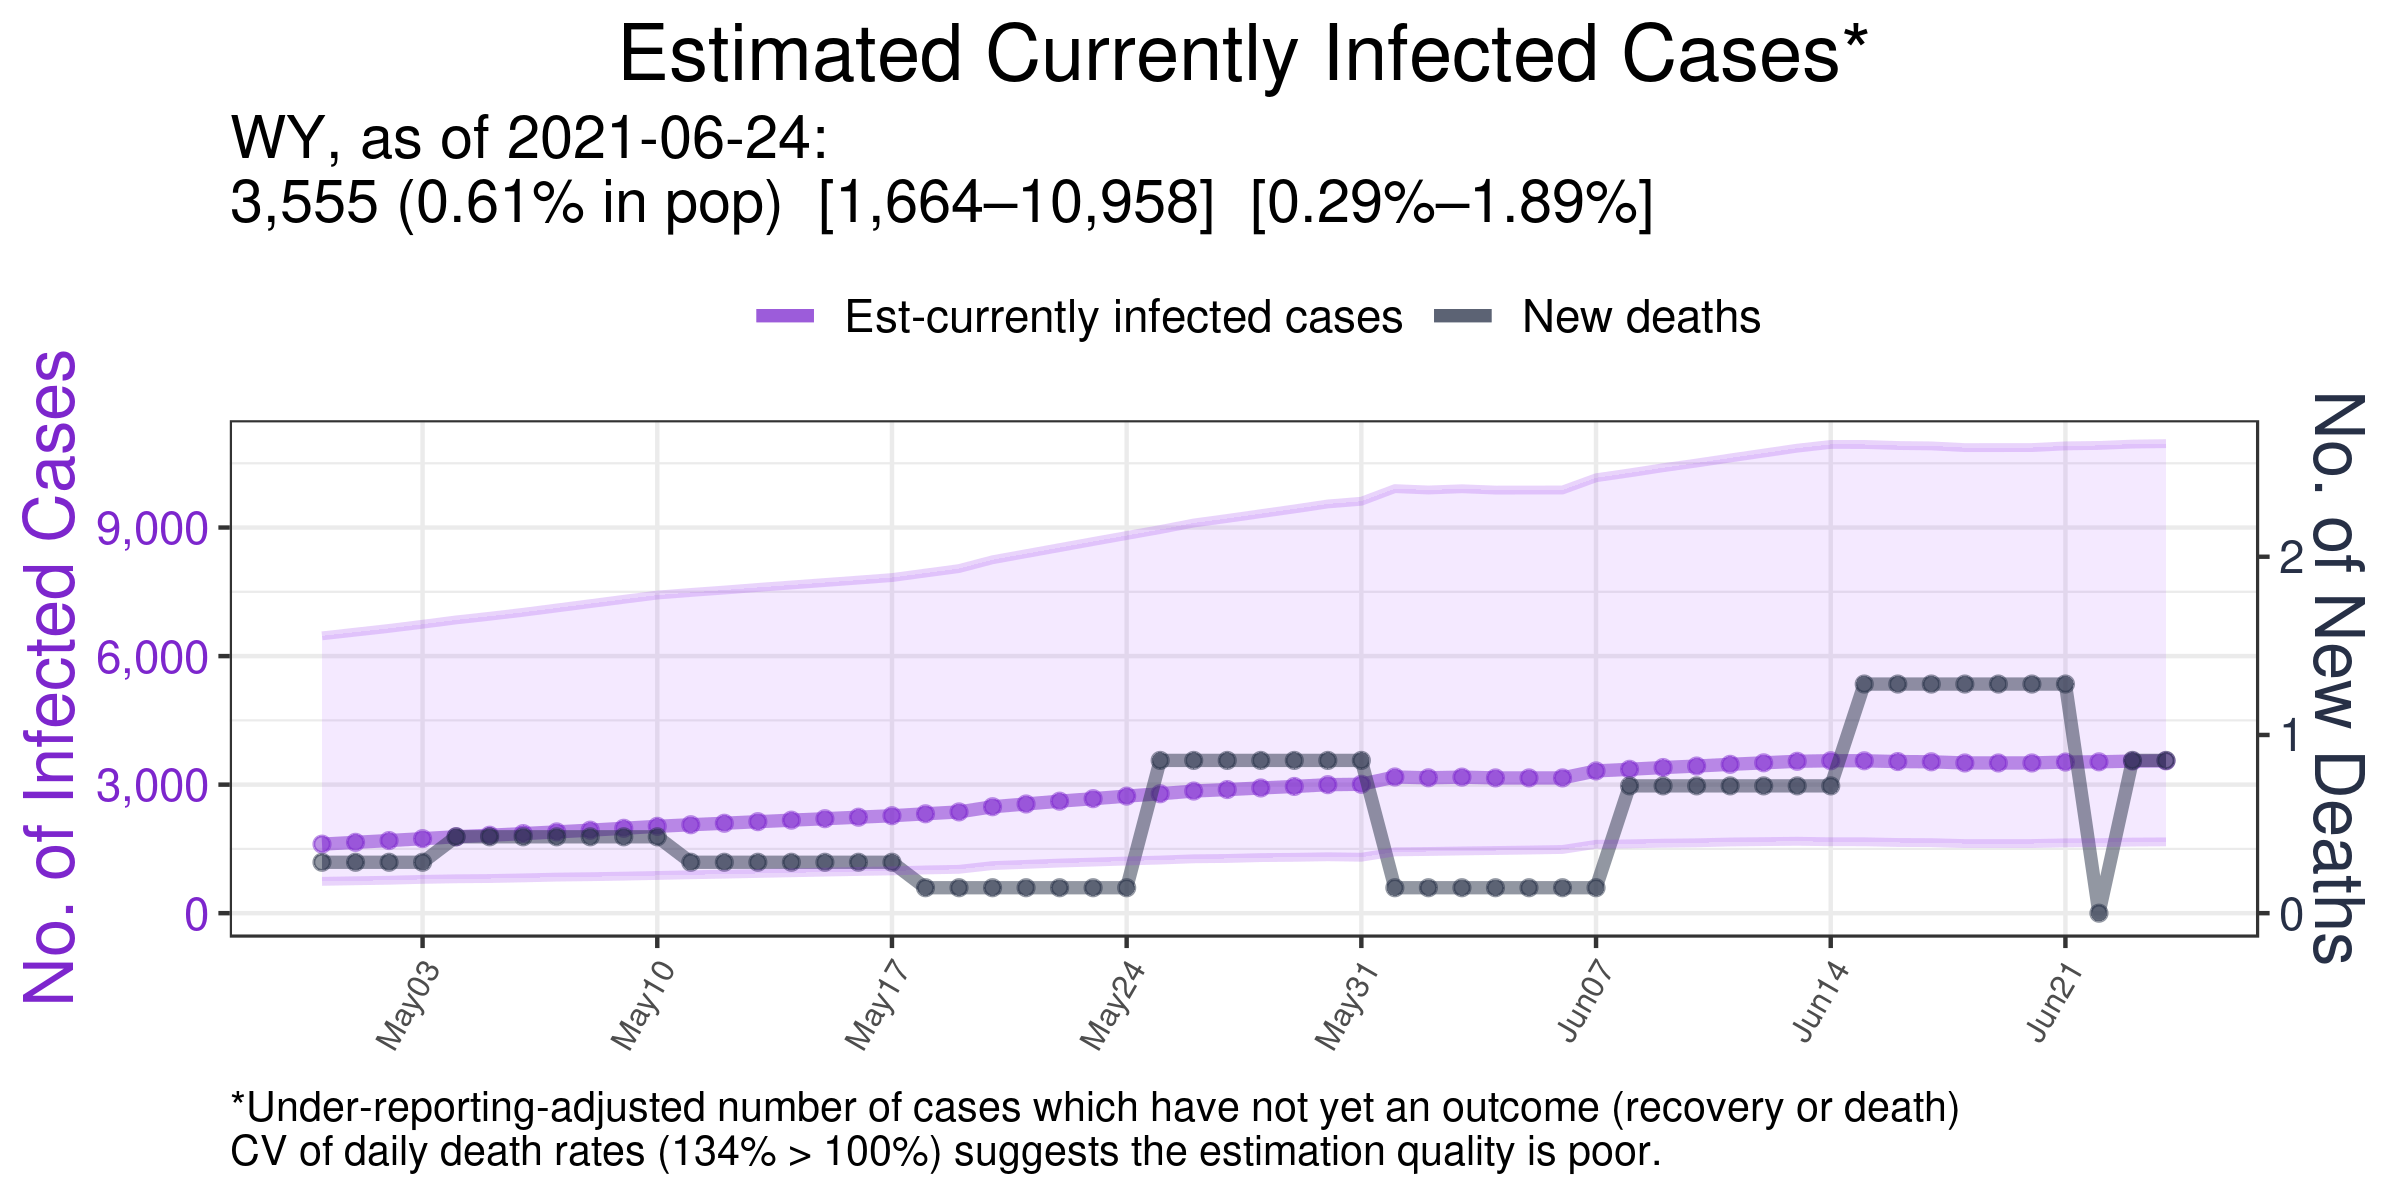 Estimated Currently Infected Cases*
WY, as of 2021-06-24:
3,555 (0.61% in pop)  [1,664–10,958]  [0.29%–1.89%]
Est-currently infected cases
New deaths
No. of Infected Cases
9,000
6,000
3,000
0
No. of New Deaths
2
1
0
May03
May10
May17
May24
May31
Jun07
Jun14
Jun21
*Under-reporting-adjusted number of cases which have not yet an outcome (recovery or death)
CV of daily death rates (134% > 100%) suggests the estimation quality is poor.